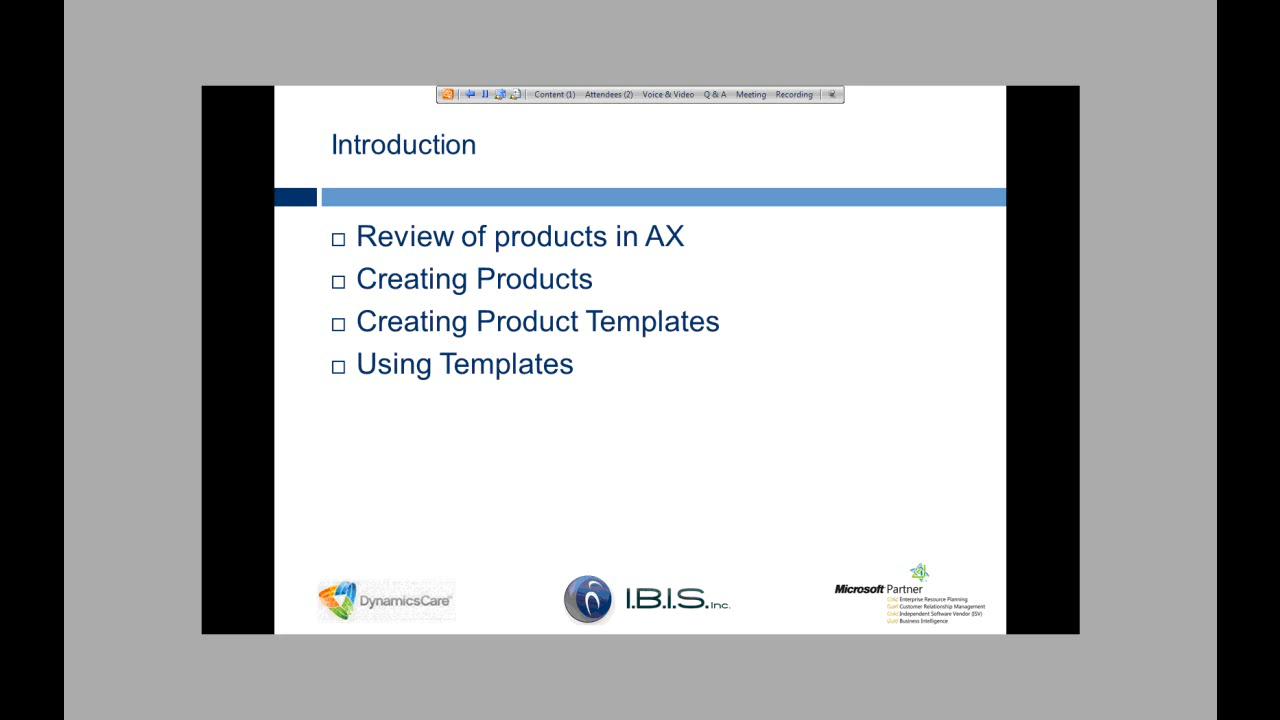 Content (1) Attendees (2) Voice & Video Q & A Meeting Recording
Introduction
Review of products in AX
Creating Products
Creating Product Templates
Using Templates
DynamicsCare
I.B.I.S. Inc.
Microsoft Partner
Gold Enterprise Resource Planning
Gold Customer Relationship Management
Gold Independent Software Vendor (ISV)
Gold Business Intelligence